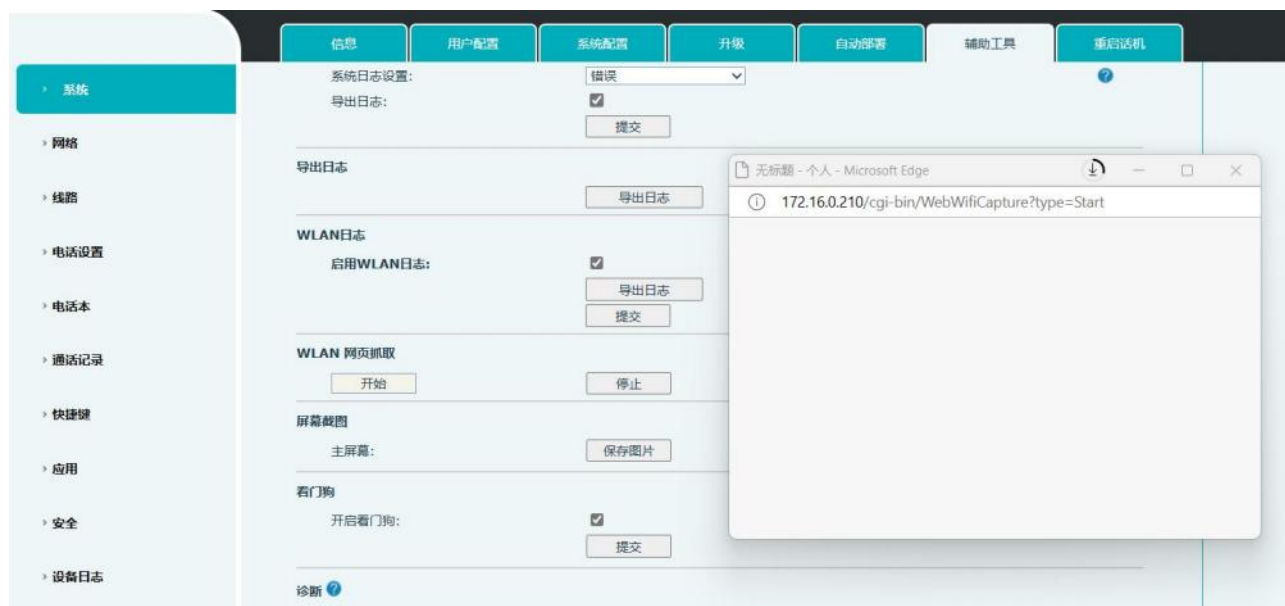 信息 用户配置 系统配置 升级 自动部署 辅助工具 重启话机
› 系统
› 网络
› 线路
› 电话设置
› 电话本
› 通话记录
› 快捷键
› 应用
› 安全
› 设备日志
系统日志设置: 错误
导出日志:
提交
导出日志
导出日志
WLAN日志
启用WLAN日志:
导出日志
提交
WLAN 网页抓取
开始 停止
屏幕截图
主屏幕: 保存图片
看门狗
开启看门狗:
提交
诊断
无标题 - 个人 - Microsoft Edge
172.16.0.210/cgi-bin/WebWifiCapture?type=Start